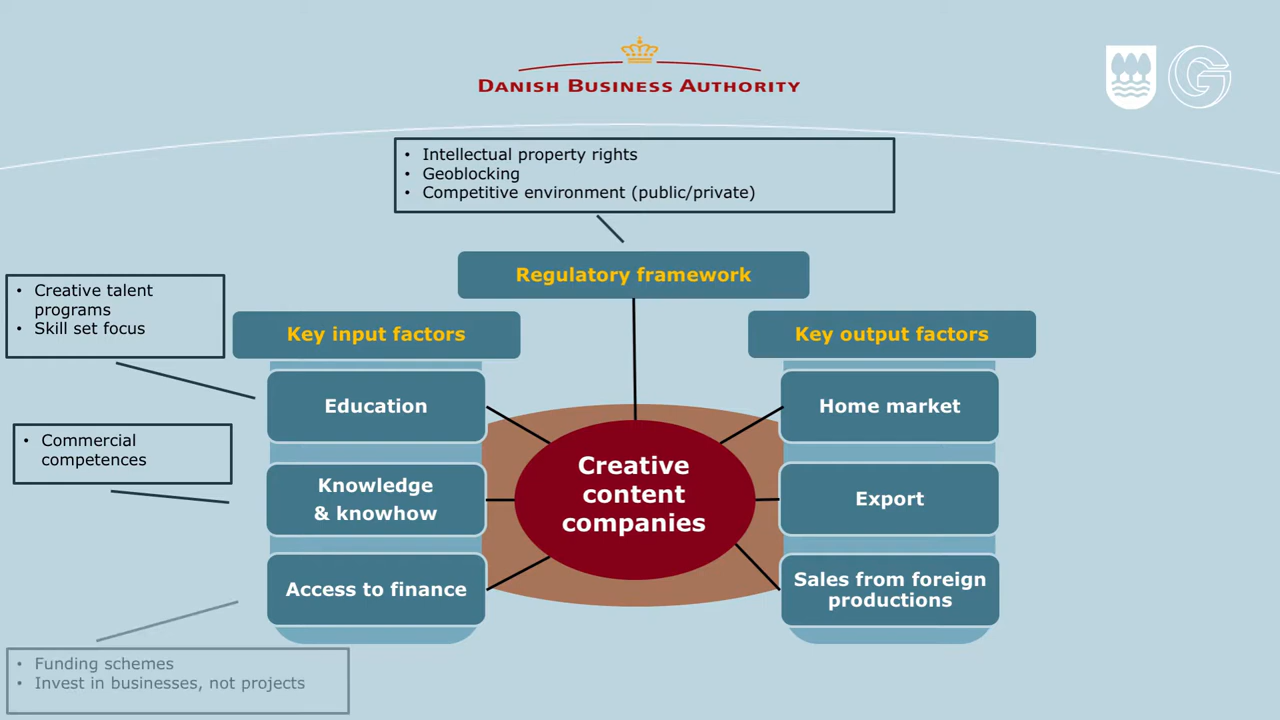 DANISH BUSINESS AUTHORITY
• Intellectual property rights
• Geoblocking
• Competitive environment (public/private)
Regulatory framework
• Creative talent
programs
• Skill set focus
Key input factors
Key output factors
Education
Home market
• Commercial
competences
Knowledge
& knowhow
Creative
content
companies
Export
Access to finance
Sales from foreign
productions
• Funding schemes
• Invest in businesses, not projects